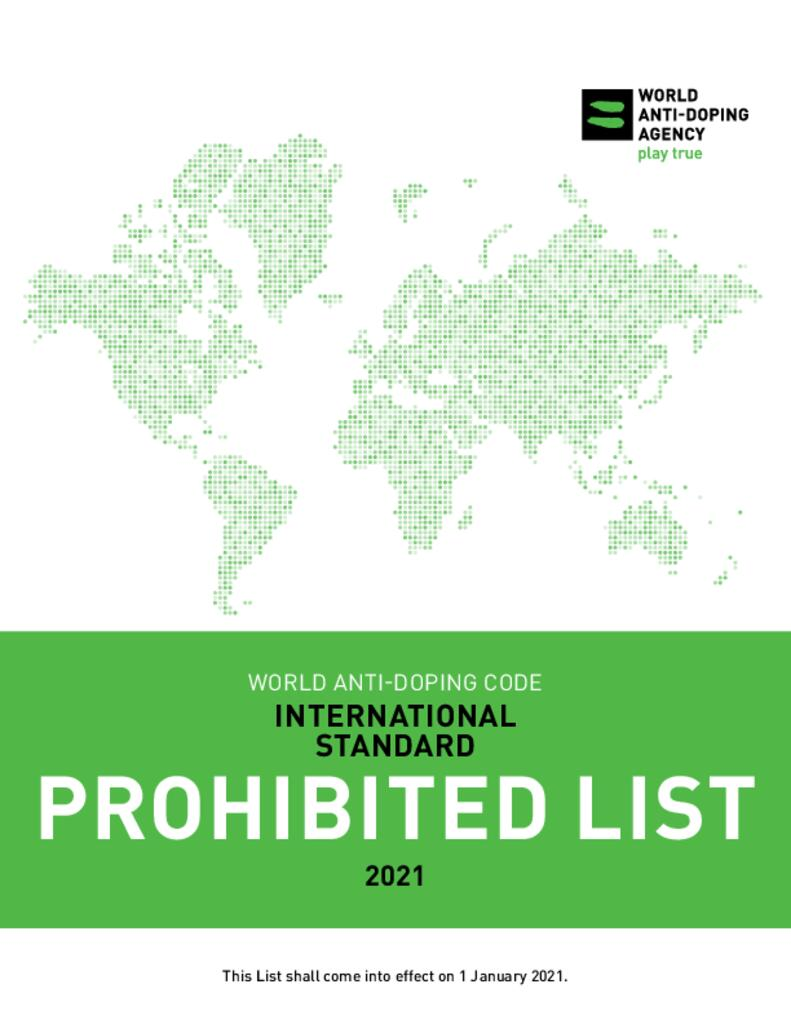 WORLD
ANTI-DOPING
AGENCY
play true
WORLD ANTI-DOPING CODE
INTERNATIONAL
STANDARD
PROHIBITED LIST
2021
This List shall come into effect on 1 January 2021.